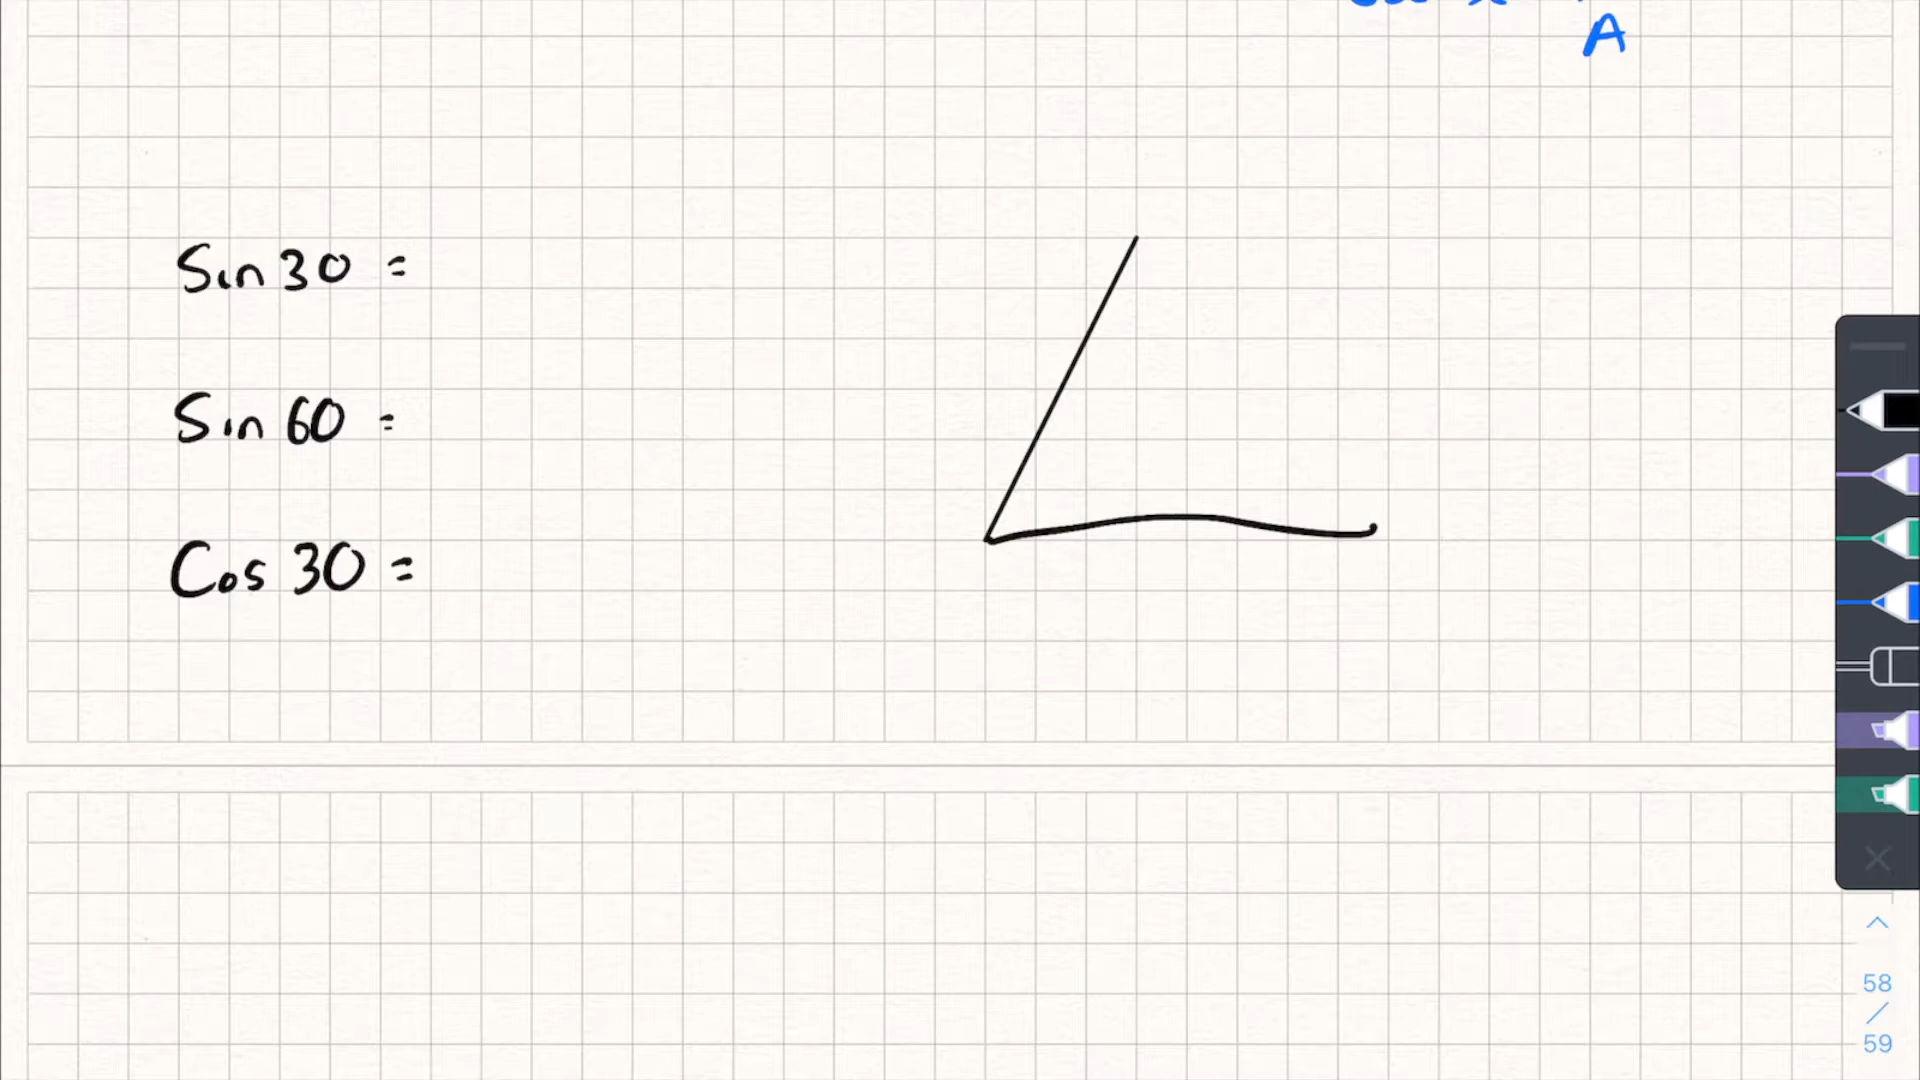 A
Sin 30 =
Sin 60 =
Cos 30 =
58
/
59